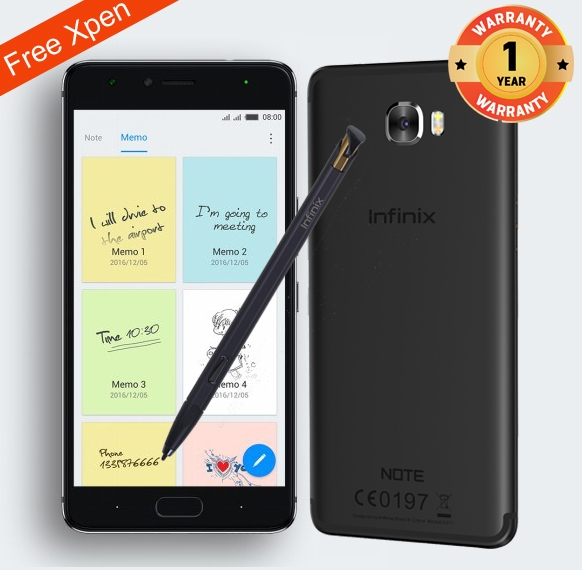 Free Xpen
WARRANTY
1
YEAR
WARRANTY
08:00
Note
Memo
I will drive to
the airport
Memo 1
2016/12/05
I'm going to
meeting
Memo 2
2016/12/05
Time 10:30
Memo 3
2016/12/05
Memo 4
2016/12/05
Phone
I
Infinix
Infinix
NOTE
CE0197